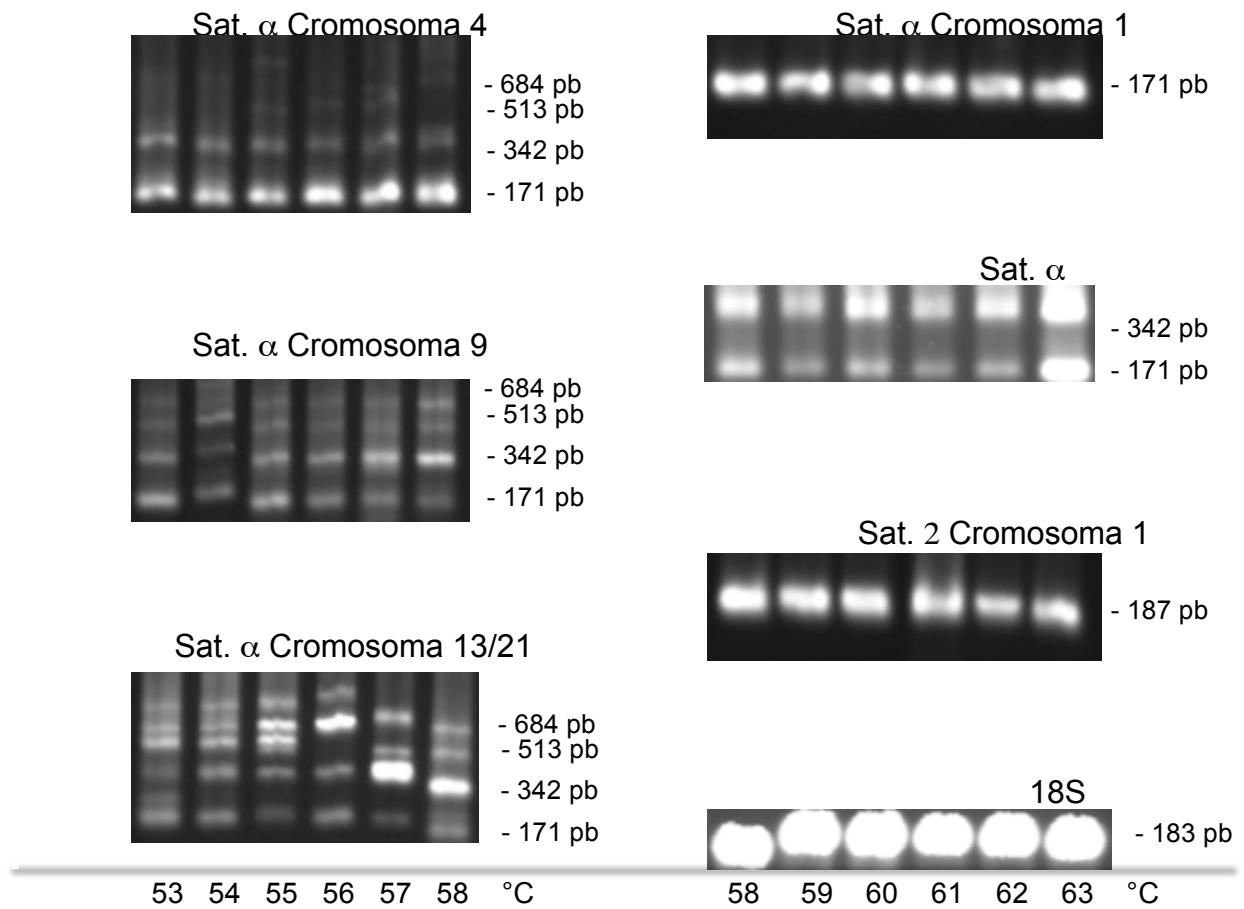 Sat. α Cromosoma 4
- 684 pb
- 513 pb
- 342 pb
- 171 pb
Sat. α Cromosoma 9
- 684 pb
- 513 pb
- 342 pb
- 171 pb
Sat. α Cromosoma 13/21
- 684 pb
- 513 pb
- 342 pb
- 171 pb
53 54 55 56 57 58 °C
Sat. α Cromosoma 1
- 171 pb
Sat. α
- 342 pb
- 171 pb
Sat. 2 Cromosoma 1
- 187 pb
18S
- 183 pb
58 59 60 61 62 63 °C